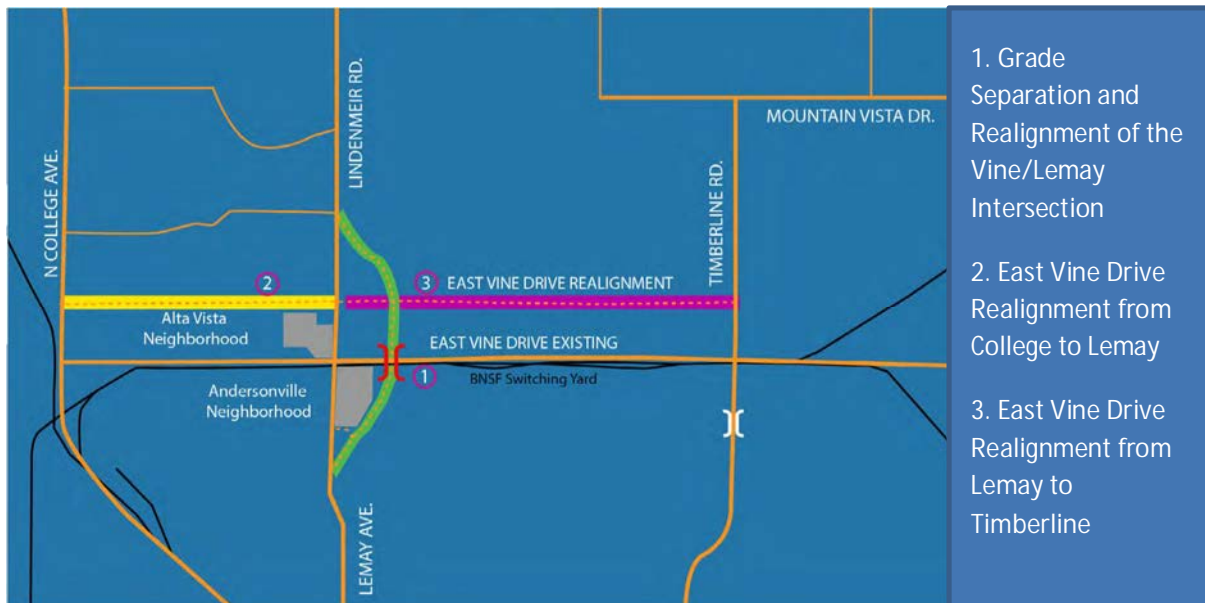 N COLLEGE AVE.
LINDENMEIR RD.
TIMBERLINE RD.
MOUNTAIN VISTA DR.
2
3
EAST VINE DRIVE REALIGNMENT
Alta Vista
Neighborhood
EAST VINE DRIVE EXISTING
1
BNSF Switching Yard
Andersonville
Neighborhood
LEMAY AVE.
1. Grade
Separation and
Realignment of the
Vine/Lemay
Intersection
2. East Vine Drive
Realignment from
College to Lemay
3. East Vine Drive
Realignment from
Lemay to
Timberline